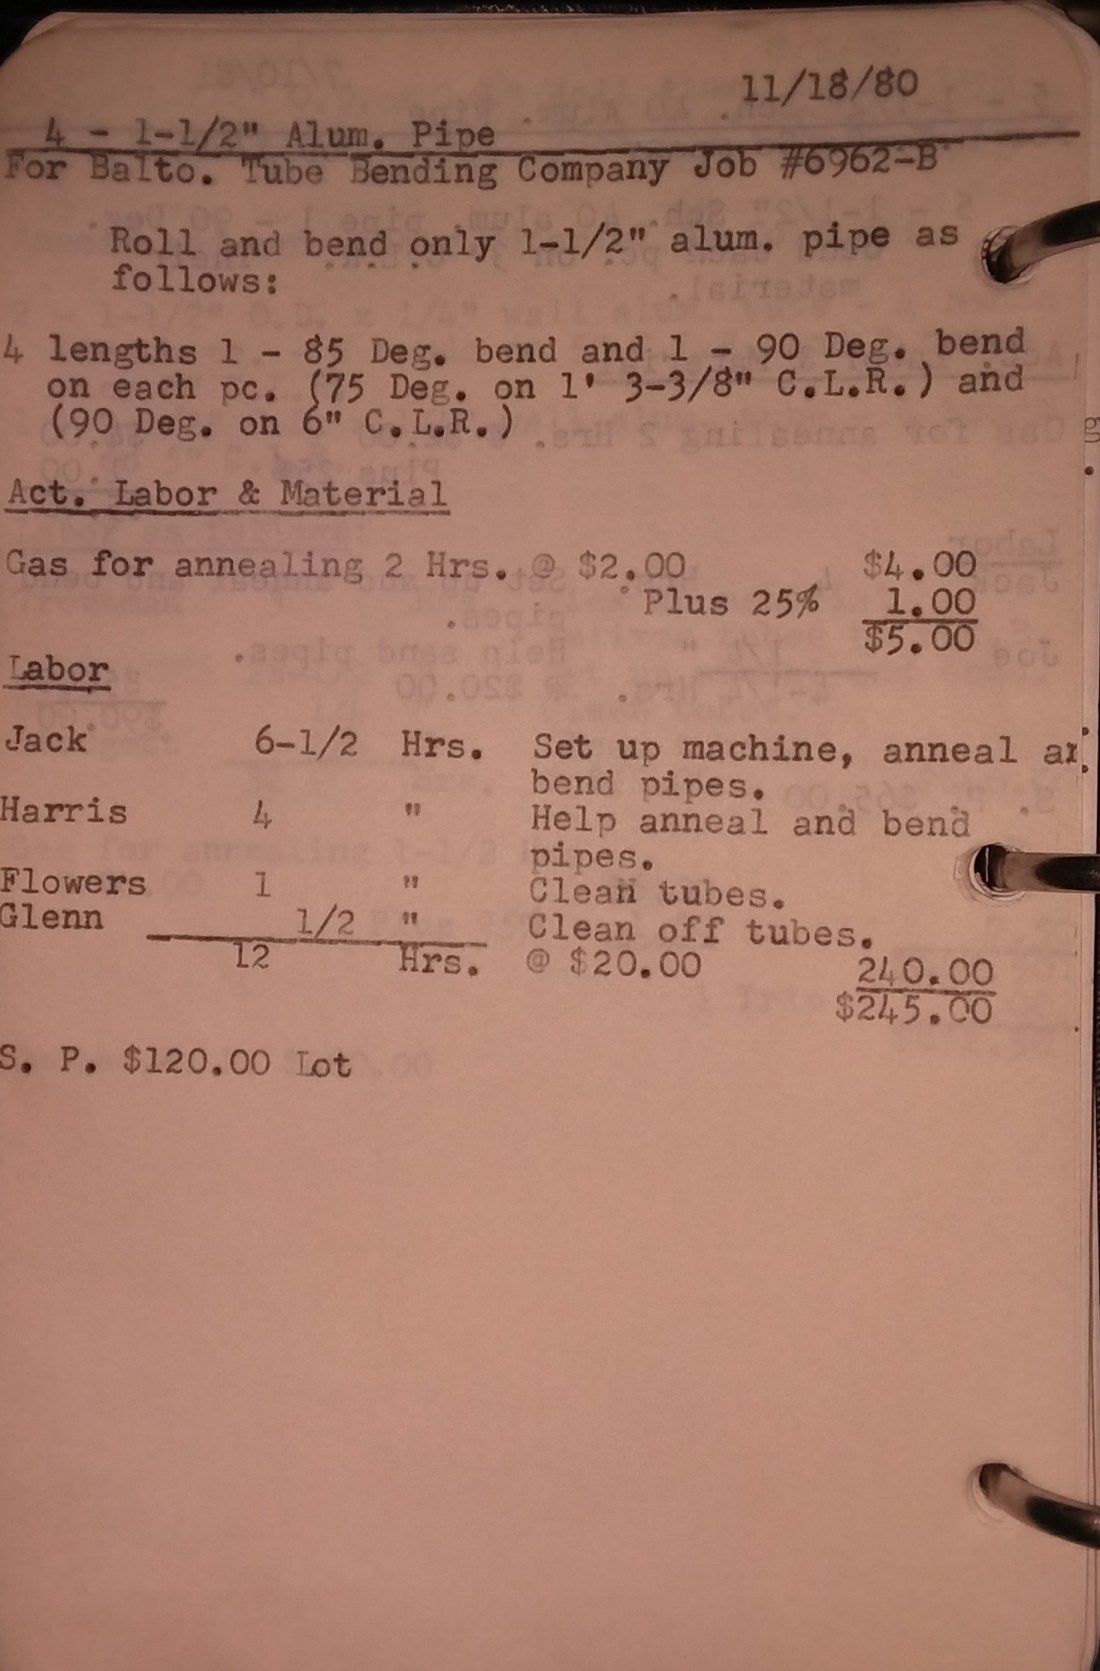 11/18/80
4 - 1-1/2" Alum. Pipe
For Balto. Tube Bending Company Job #6962-B
Roll and bend only 1-1/2" alum. pipe as
follows:
4 lengths 1 - 85 Deg. bend and 1 - 90 Deg. bend
on each pc. (75 Deg. on 1' 3-3/8" C.L.R.) and
(90 Deg. on 6" C.L.R.)
Act. Labor & Material
Gas for annealing 2 Hrs. @ $2.00 $4.00
Plus 25% 1.00
$5.00
Labor
Jack 6-1/2 Hrs. Set up machine, anneal
bend pipes.
Harris 4 " Help anneal and bend
pipes.
Flowers 1 " Clean tubes.
Glenn 1/2 " Clean off tubes.
12 Hrs. @ $20.00 240.00
$245.00
S. P. $120.00 Lot